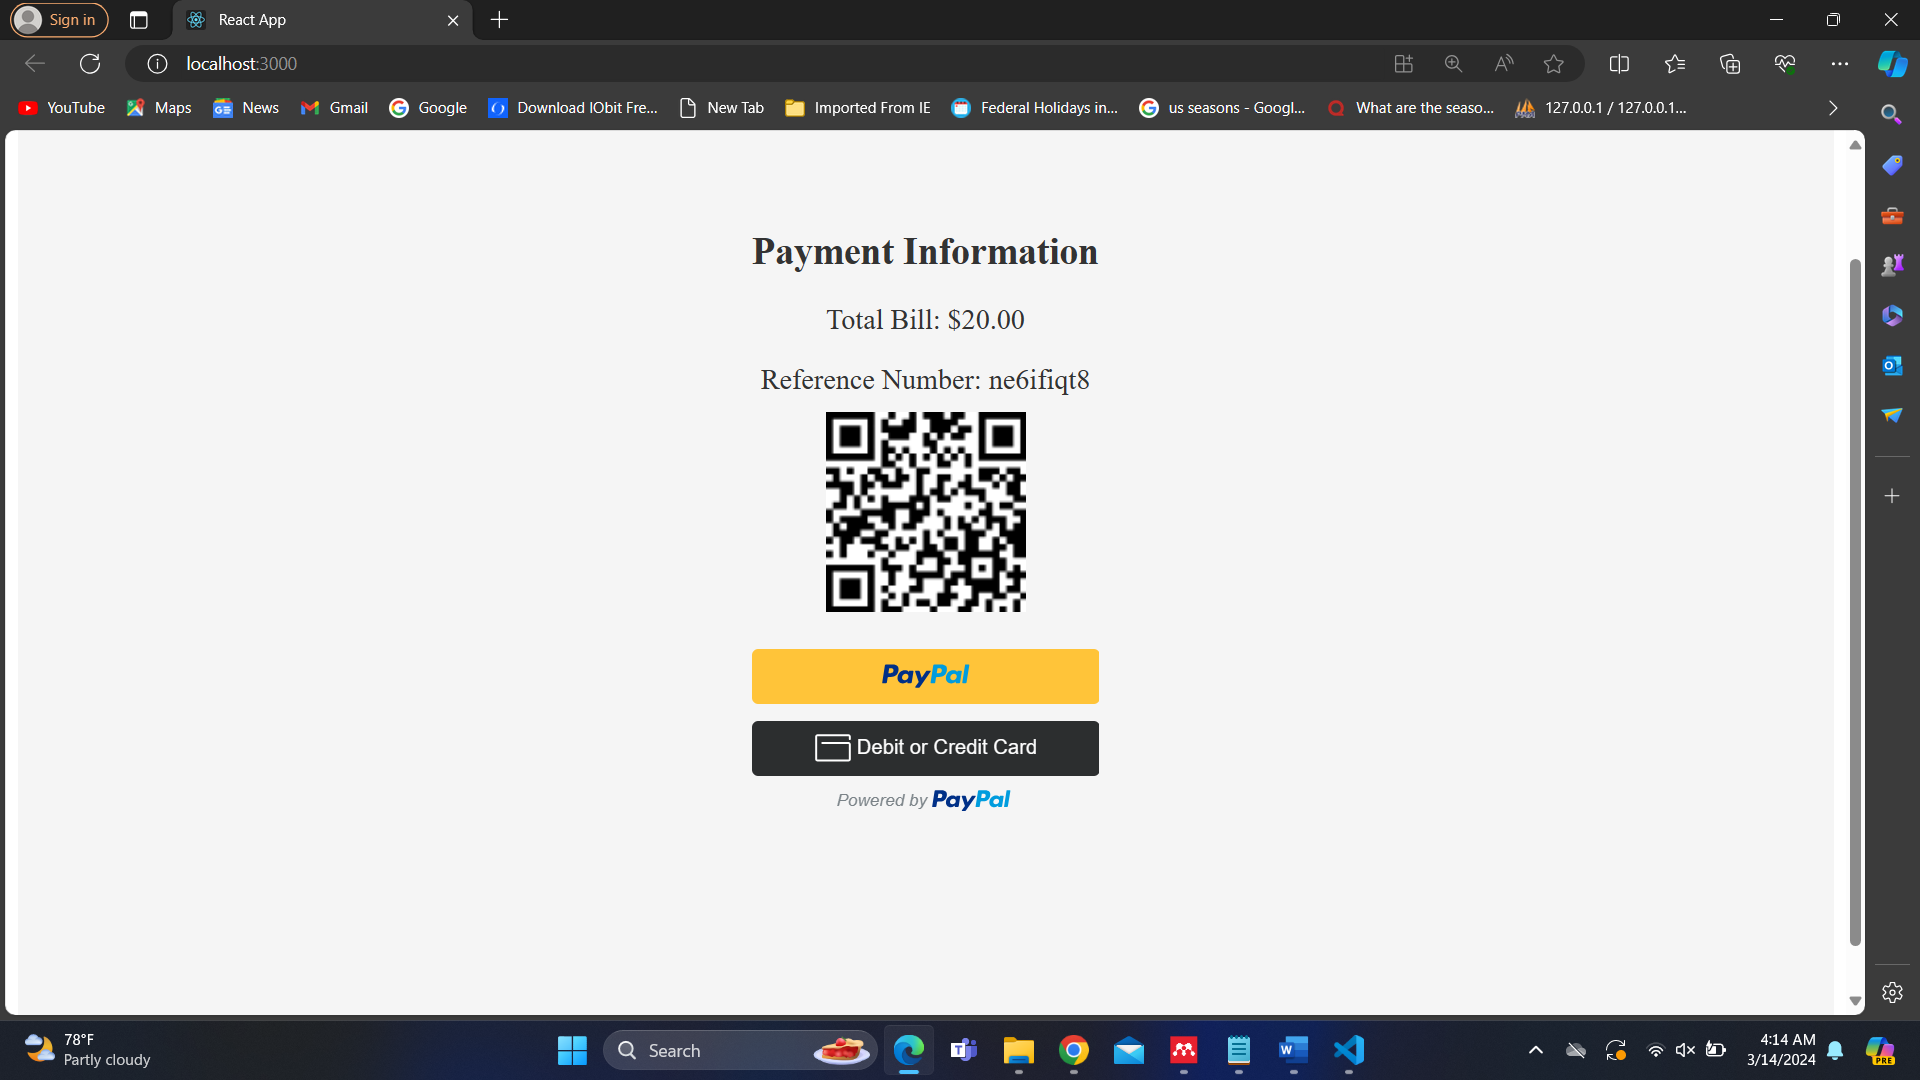 Sign in
React App
localhost:3000
YouTube
Maps
News
Gmail
Google
Download IObit Fre...
New Tab
Imported From IE
Federal Holidays in...
us seasons - Googl...
What are the seaso...
127.0.0.1 / 127.0.0.1...
Payment Information
Total Bill: $20.00
Reference Number: ne6ifiqt8
PayPal
Debit or Credit Card
Powered by PayPal
78°F
Partly cloudy
Search
4:14 AM
3/14/2024
PRE